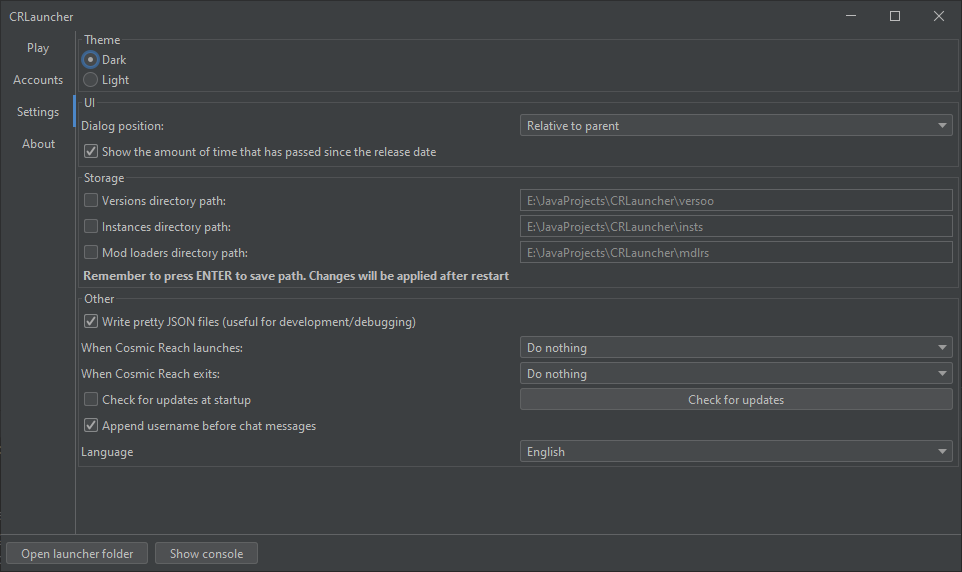 CRLauncher
Play
Accounts
Settings
About
Theme
Dark
Light
UI
Dialog position: Relative to parent
Show the amount of time that has passed since the release date
Storage
Versions directory path: E:\JavaProjects\CRLauncher\versoo
Instances directory path: E:\JavaProjects\CRLauncher\insts
Mod loaders directory path: E:\JavaProjects\CRLauncher\mdlrs
Remember to press ENTER to save path. Changes will be applied after restart
Other
Write pretty JSON files (useful for development/debugging)
When Cosmic Reach launches: Do nothing
When Cosmic Reach exits: Do nothing
Check for updates at startup Check for updates
Append username before chat messages
Language English
Open launcher folder Show console